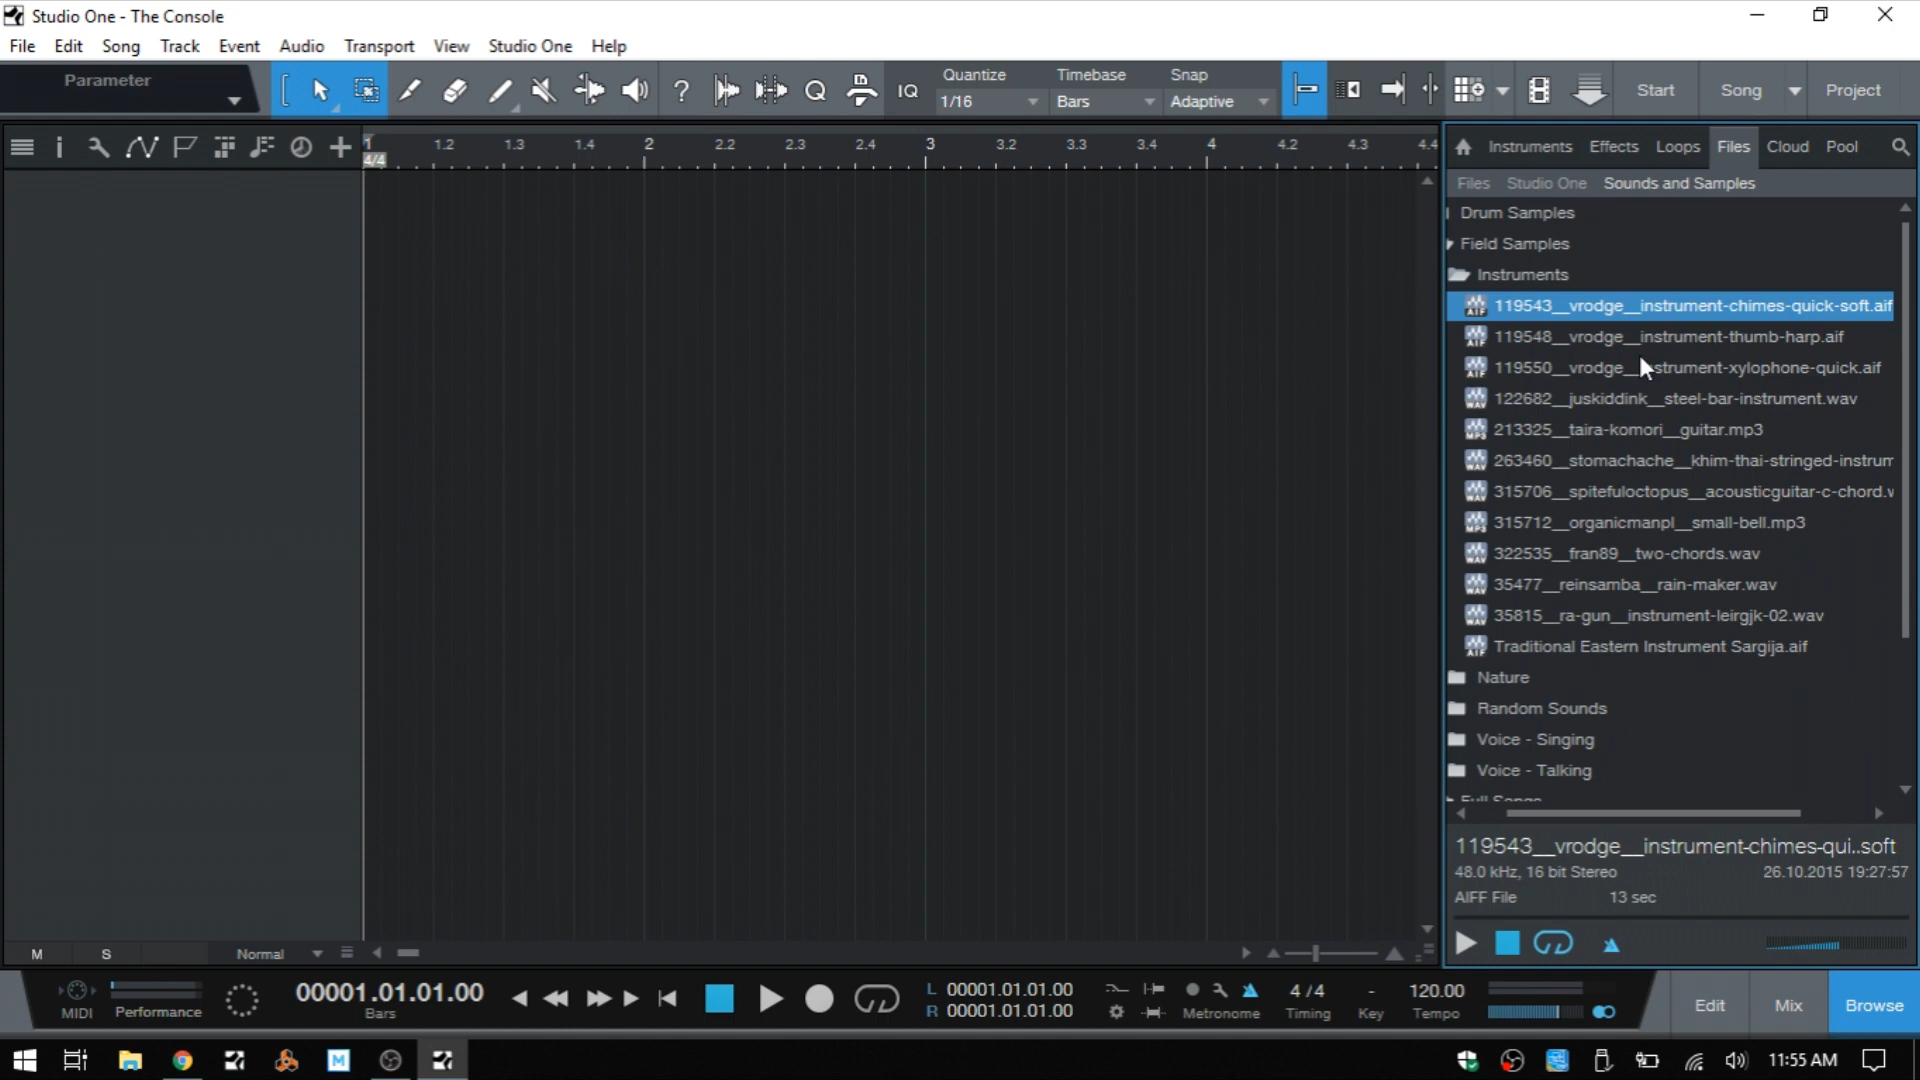 Studio One - The Console
File Edit Song Track Event Audio Transport View Studio One Help
Parameter
IQ
Quantize
1/16
Timebase
Bars
Snap
Adaptive
Start Song Project
1 1.2 1.3 1.4 2 2.2 2.3 2.4 3 3.2 3.3 3.4 4 4.2 4.3 4.4
4/4
Instruments Effects Loops Files Cloud Pool
Files Studio One Sounds and Samples
Drum Samples
Field Samples
Instruments
119543__vrodge__instrument-chimes-quick-soft.aif
119548__vrodge__instrument-thumb-harp.aif
119550__vrodge__strument-xylophone-quick.aif
122682__juskiddink__steel-bar-instrument.wav
213325__taira-komori__guitar.mp3
263460__stomachache__khim-thai-stringed-instrum
315706__spitefuloctopus__acousticguitar-c-chord.v
315712__organicmanpl__small-bell.mp3
322535__fran89__two-chords.wav
35477__reinsamba__rain-maker.wav
35815__ra-gun__instrument-leirgjk-02.wav
Traditional Eastern Instrument Sargija.aif
Nature
Random Sounds
Voice - Singing
Voice - Talking
119543__vrodge__instrument-chimes-qui..soft
48.0 kHz, 16 bit Stereo 26.10.2015 19:27:57
AIFF File 13 sec
M S Normal
MIDI
Performance
00001.01.01.00
Bars
L 00001.01.01.00
R 00001.01.01.00
Metronome
4/4
Timing
-
Key
120.00
Tempo
Edit Mix Browse
11:55 AM